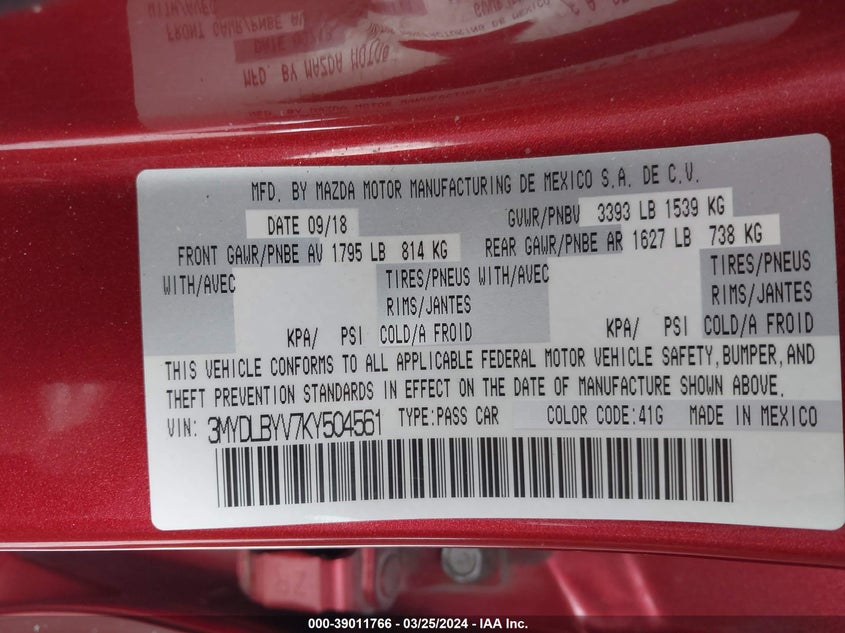 MFD. BY MAZDA MOTOR MANUFACTURING DE MEXICO S.A. DE C.V.
DATE 09/18 GVWR/PNBV 3393 LB 1539 KG
FRONT GAWR/PNBE AV 1795 LB 814 KG REAR GAWR/PNBE AR 1627 LB 738 KG
WITH/AVEC TIRES/PNEUS WITH/AVEC TIRES/PNEUS
RIMS/JANTES RIMS/JANTES
KPA/ PSI COLD/A FROID KPA/ PSI COLD/A FROID
THIS VEHICLE CONFORMS TO ALL APPLICABLE FEDERAL MOTOR VEHICLE SAFETY, BUMPER, AND
THEFT PREVENTION STANDARDS IN EFFECT ON THE DATE OF MANUFACTURE SHOWN ABOVE.
VIN: 3MYDLBYV7KY504561 TYPE:PASS CAR COLOR CODE:41G MADE IN MEXICO
000-39011766 - 03/25/2024 - IAA Inc.